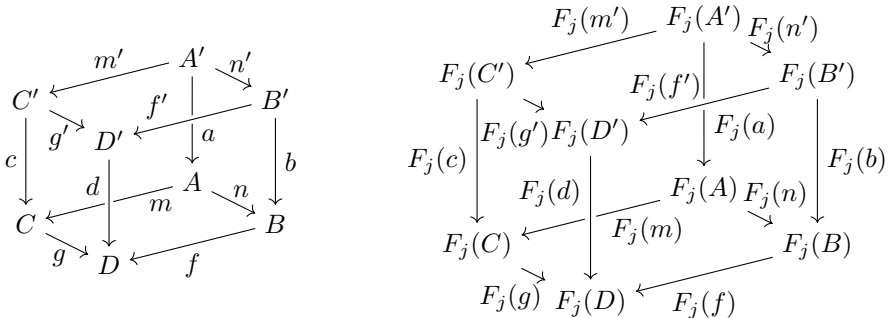 A′
m′ n′
C′ B′
f′
g′ D′ a
c b
d A n
m
C B
g D f
F_j(A′)
F_j(m′) F_j(n′)
F_j(C′) F_j(B′)
F_j(f′)
F_j(g′) F_j(D′) F_j(a)
F_j(c) F_j(b)
F_j(d) F_j(A) F_j(n)
F_j(m)
F_j(C) F_j(B)
F_j(g) F_j(D) F_j(f)